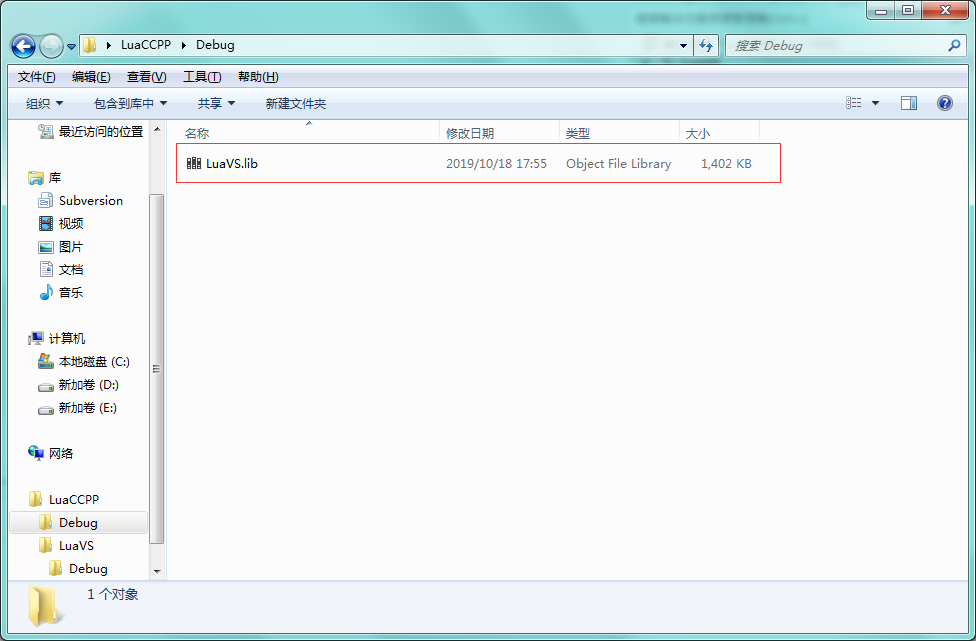 LuaCCPP Debug
搜索 Debug
文件(F) 编辑(E) 查看(V) 工具(T) 帮助(H)
组织 包含到库中 共享 新建文件夹
最近访问的位置
库
Subversion
视频
图片
文档
音乐
计算机
本地磁盘 (C:)
新加卷 (D:)
新加卷 (E:)
网络
LuaCCPP
Debug
LuaVS
Debug
名称 修改日期 类型 大小
LuaVS.lib 2019/10/18 17:55 Object File Library 1,402 KB
1 个对象